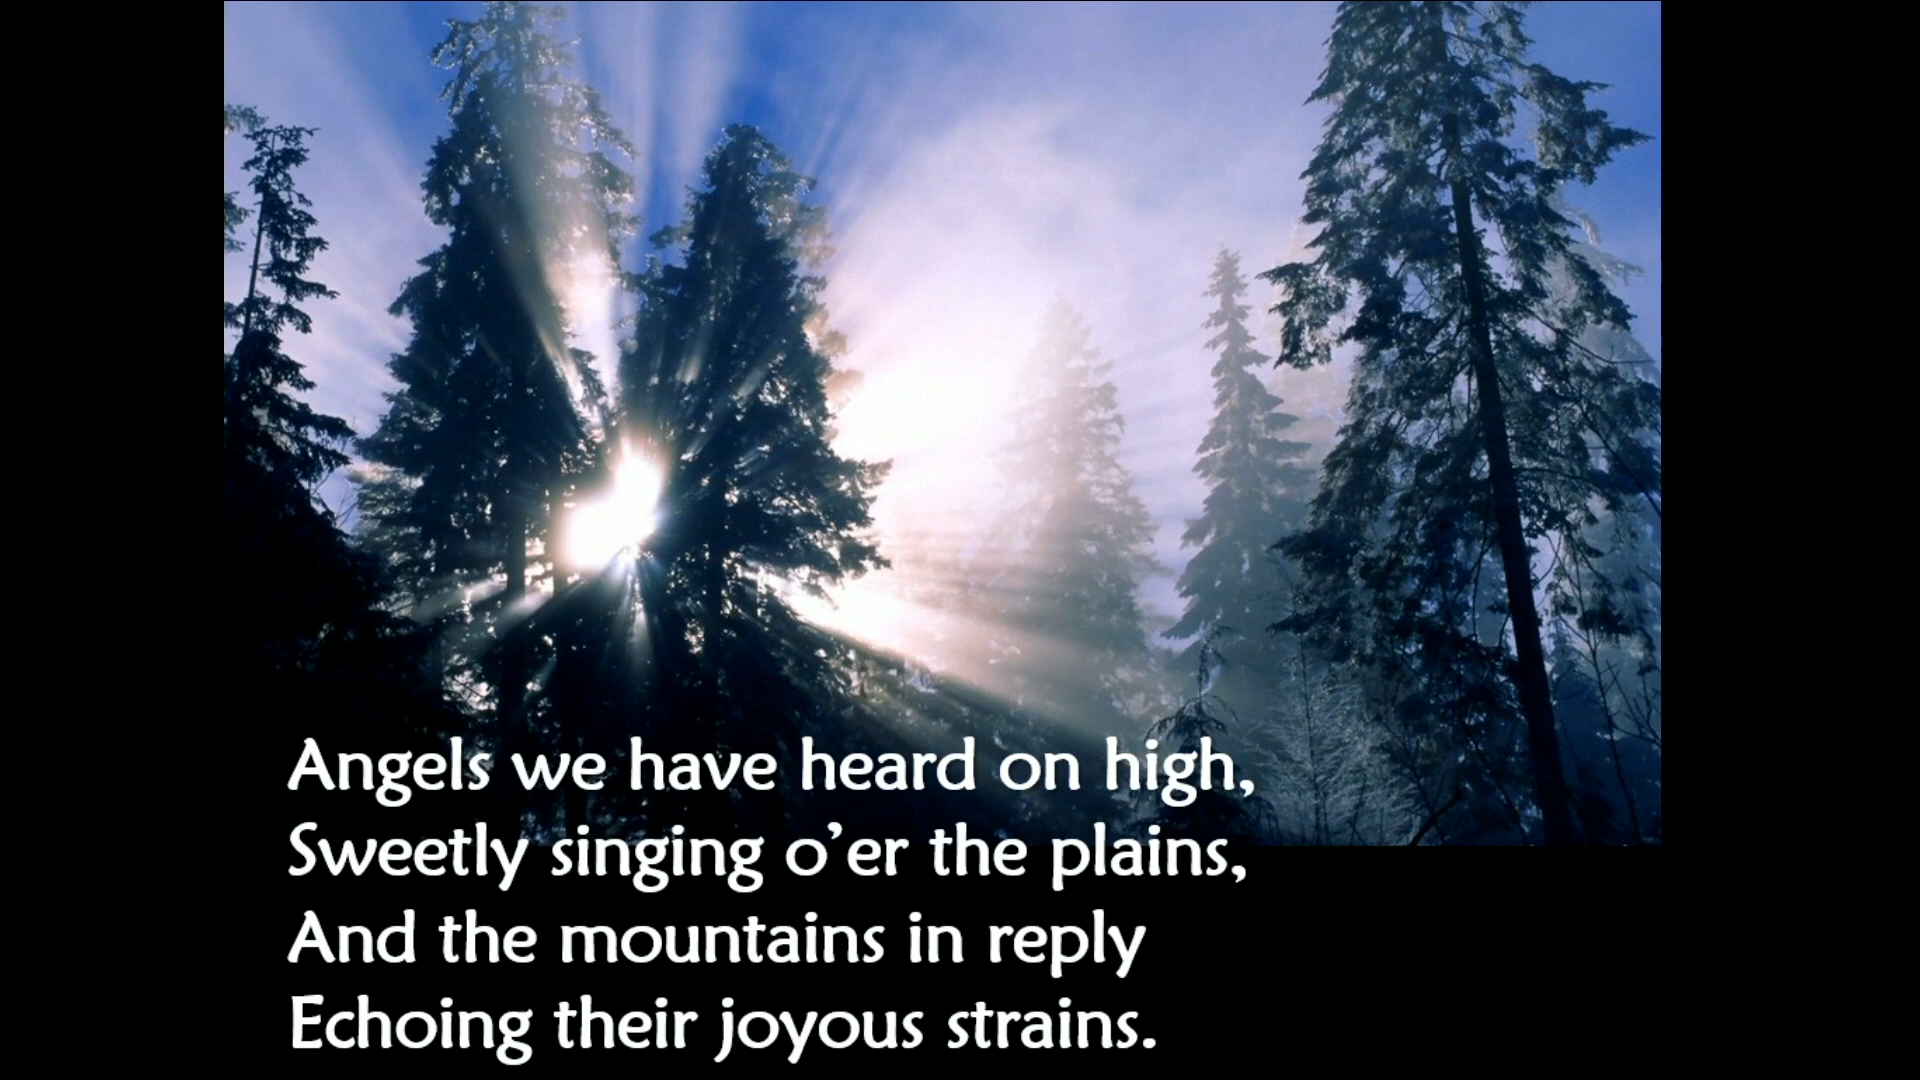 Angels we have heard on high,
Sweetly singing o’er the plains,
And the mountains in reply
Echoing their joyous strains.